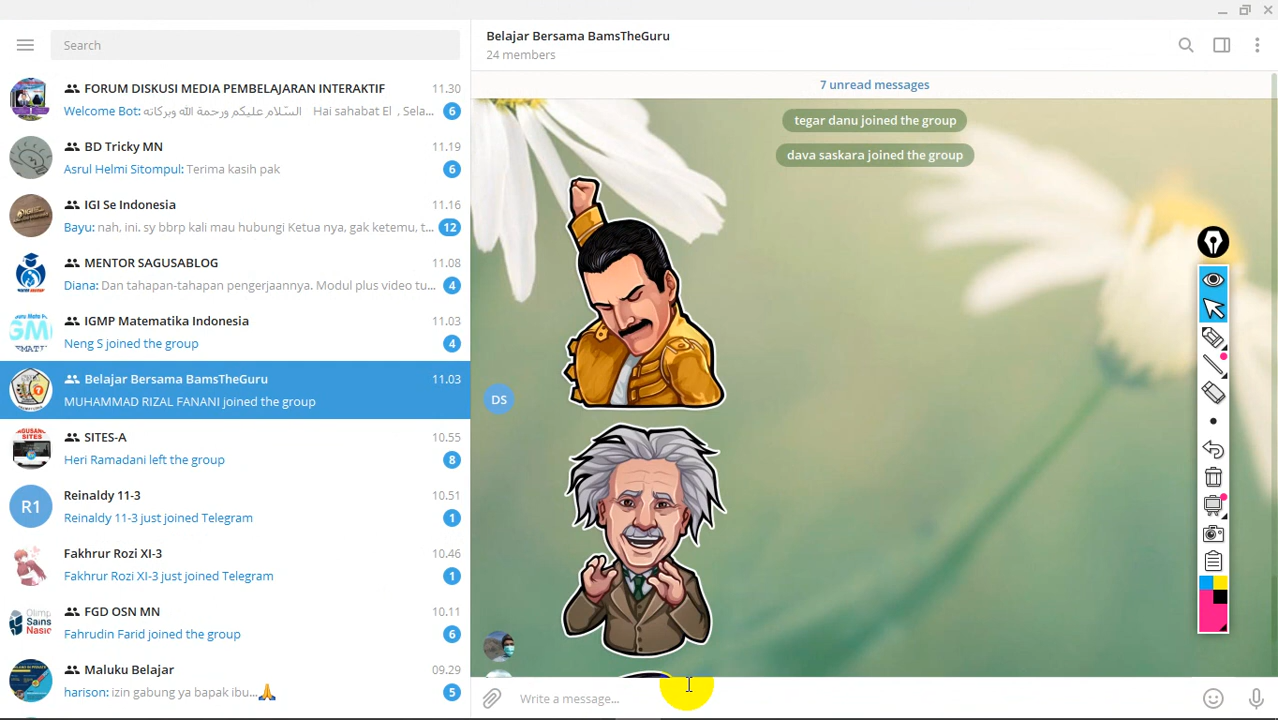 Search
FORUM DISKUSI MEDIA PEMBELAJARAN INTERAKTIF
11.30
Welcome Bot: السّلام عليكم ورحمة الله وبركاته Hai sahabat El , Sela...
6
BD Tricky MN
11.19
Asrul Helmi Sitompul: Terima kasih pak
6
IGI Se Indonesia
11.16
Bayu: nah, ini, sy bbrp kali mau hubungi Ketua nya, gak ketemu, t...
12
MENTOR SAGUSABLOG
11.08
Diana: Dan tahapan-tahapan pengerjaannya. Modul plus video tu...
4
IGMP Matematika Indonesia
11.03
Neng S joined the group
4
Belajar Bersama BamsTheGuru
11.03
MUHAMMAD RIZAL FANANI joined the group
SITES-A
10.55
Heri Ramadani left the group
8
R1
Reinaldy 11-3
10.51
Reinaldy 11-3 just joined Telegram
1
Fakhrur Rozi XI-3
10.46
Fakhrur Rozi XI-3 just joined Telegram
1
FGD OSN MN
10.11
Fahrudin Farid joined the group
6
Maluku Belajar
09.29
harison: izin gabung ya bapak ibu...🙏
5
Belajar Bersama BamsTheGuru
24 members
7 unread messages
tegar danu joined the group
dava saskara joined the group
DS
Write a message...